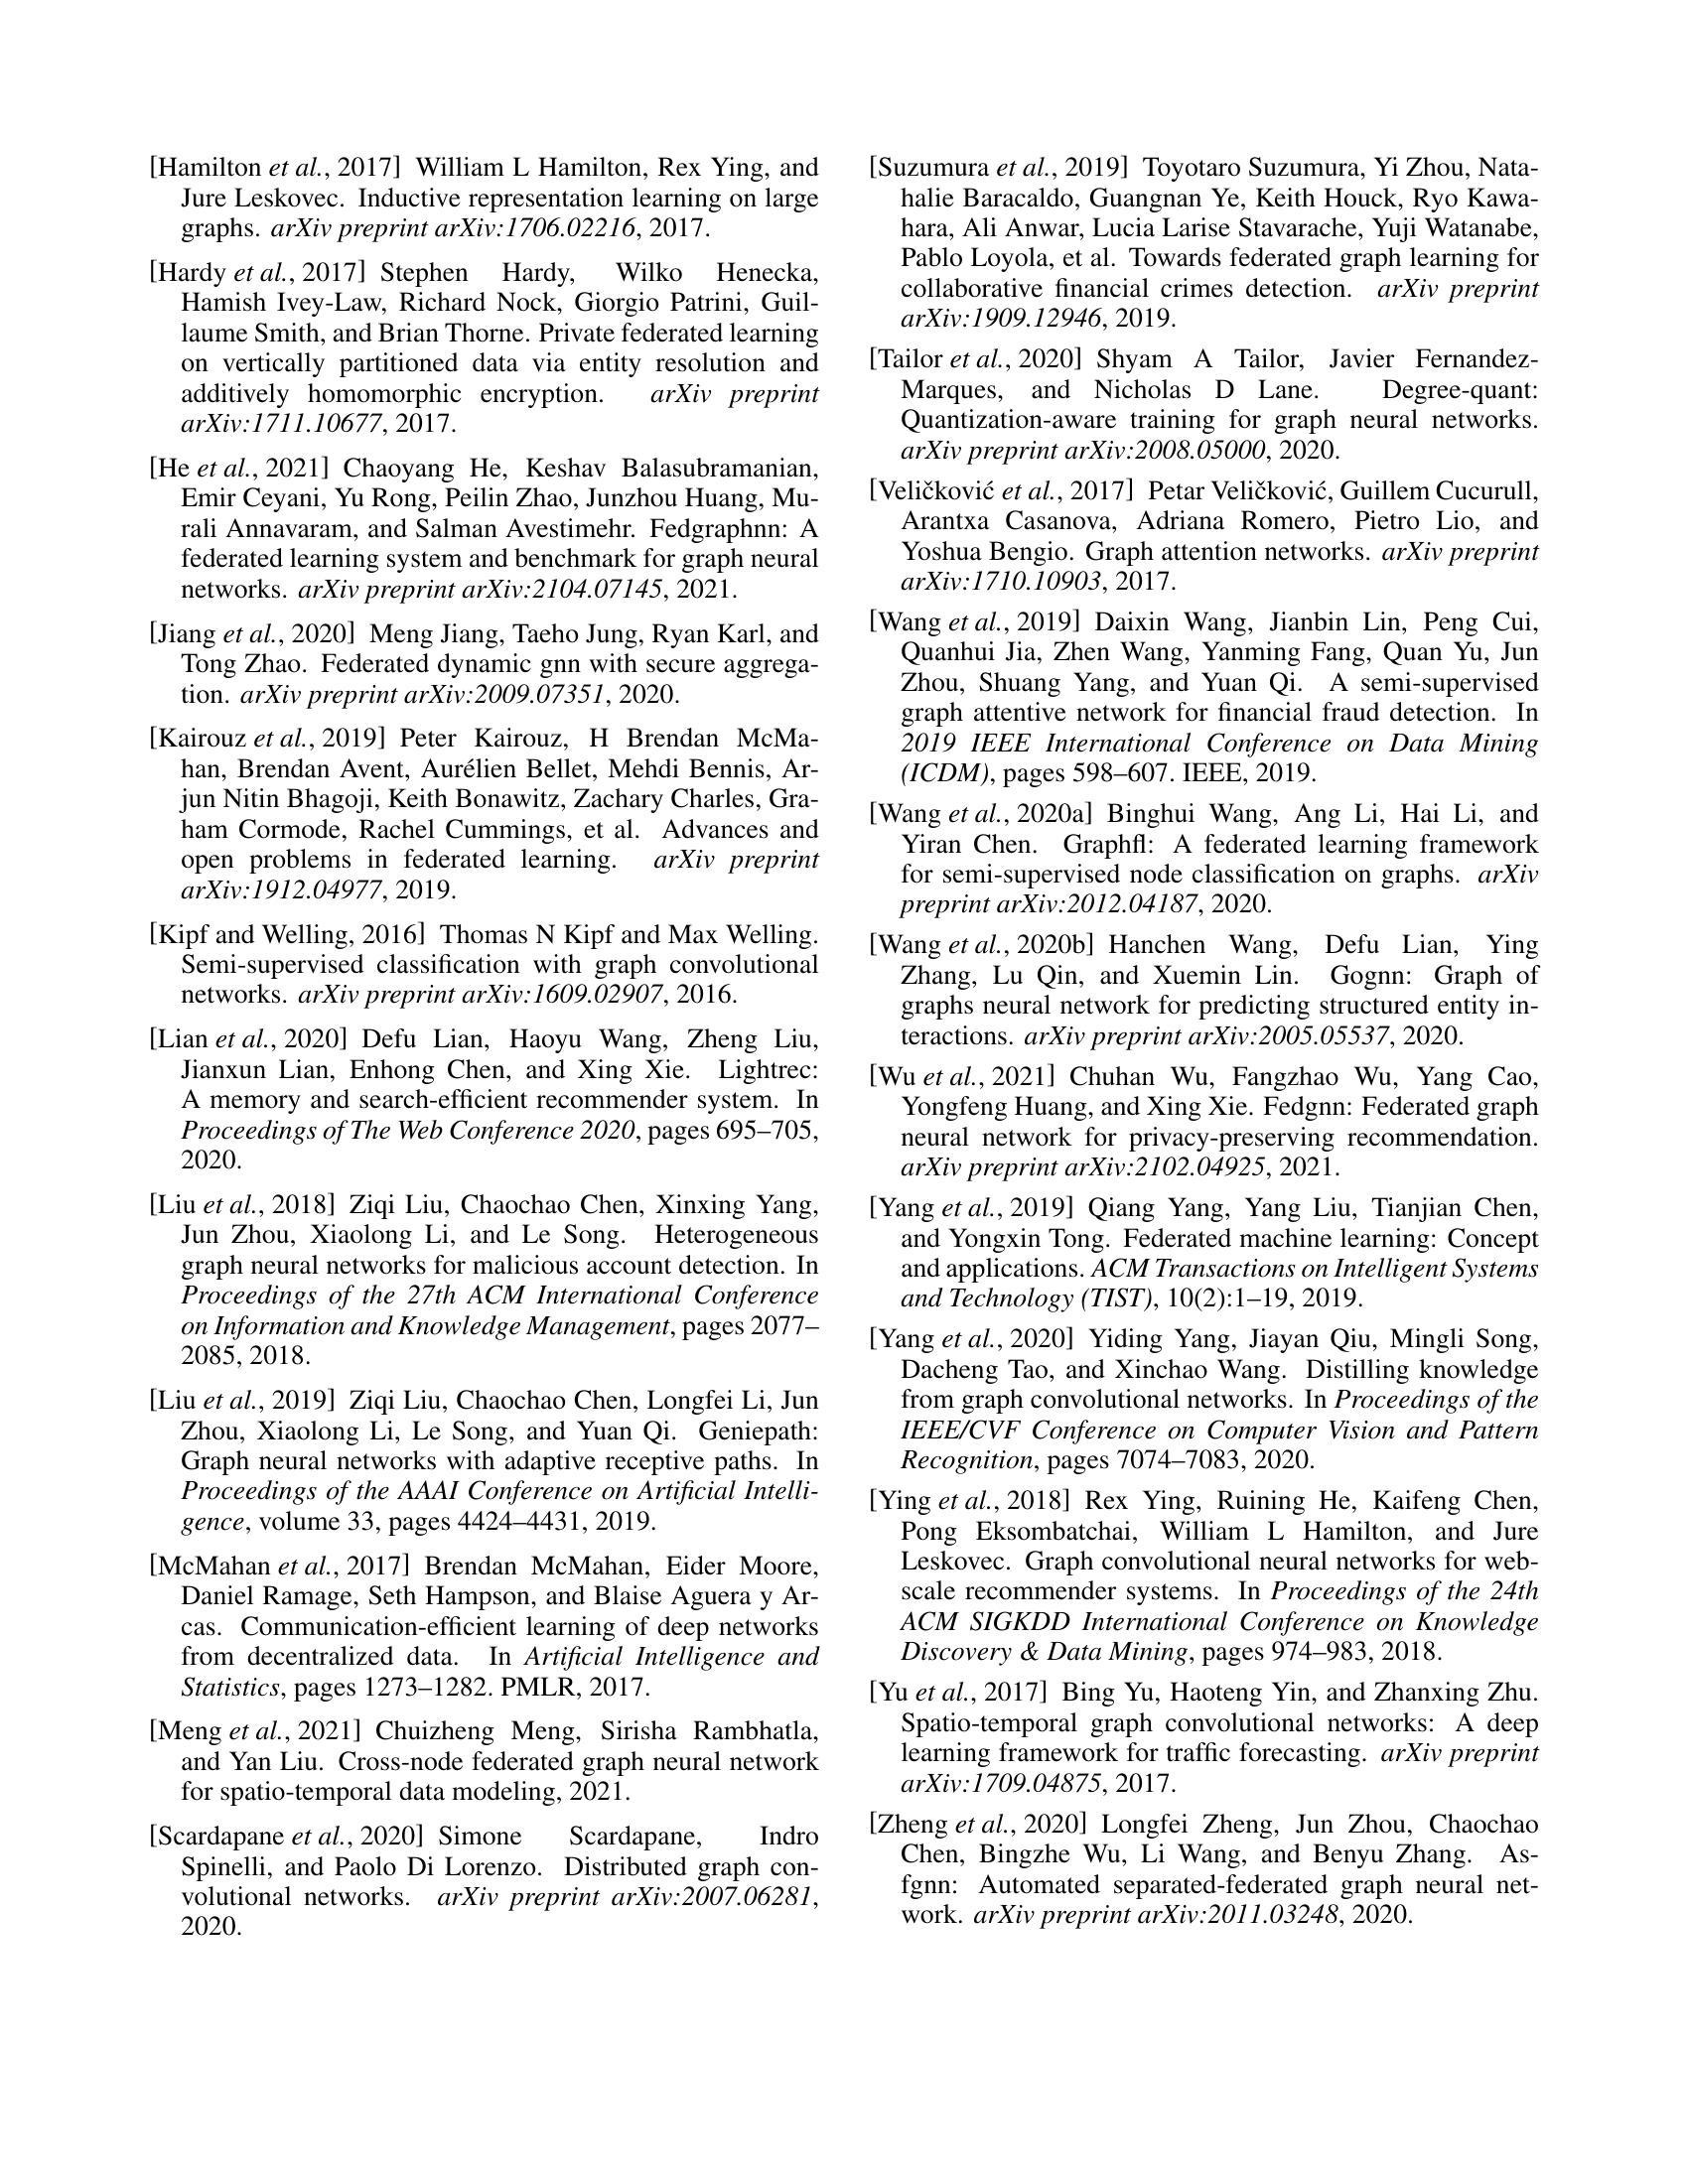 [Hamilton et al., 2017] William L Hamilton, Rex Ying, and
Jure Leskovec. Inductive representation learning on large
graphs. arXiv preprint arXiv:1706.02216, 2017.
[Hardy et al., 2017] Stephen Hardy, Wilko Henecka,
Hamish Ivey-Law, Richard Nock, Giorgio Patrini, Guil-
laume Smith, and Brian Thorne. Private federated learning
on vertically partitioned data via entity resolution and
additively homomorphic encryption. arXiv preprint
arXiv:1711.10677, 2017.
[He et al., 2021] Chaoyang He, Keshav Balasubramanian,
Emir Ceyani, Yu Rong, Peilin Zhao, Junzhou Huang, Mu-
rali Annavaram, and Salman Avestimehr. Fedgraphnn: A
federated learning system and benchmark for graph neural
networks. arXiv preprint arXiv:2104.07145, 2021.
[Jiang et al., 2020] Meng Jiang, Taeho Jung, Ryan Karl, and
Tong Zhao. Federated dynamic gnn with secure aggrega-
tion. arXiv preprint arXiv:2009.07351, 2020.
[Kairouz et al., 2019] Peter Kairouz, H Brendan McMa-
han, Brendan Avent, Aurélien Bellet, Mehdi Bennis, Ar-
jun Nitin Bhagoji, Keith Bonawitz, Zachary Charles, Gra-
ham Cormode, Rachel Cummings, et al. Advances and
open problems in federated learning. arXiv preprint
arXiv:1912.04977, 2019.
[Kipf and Welling, 2016] Thomas N Kipf and Max Welling.
Semi-supervised classification with graph convolutional
networks. arXiv preprint arXiv:1609.02907, 2016.
[Lian et al., 2020] Defu Lian, Haoyu Wang, Zheng Liu,
Jianxun Lian, Enhong Chen, and Xing Xie. Lightrec:
A memory and search-efficient recommender system. In
Proceedings of The Web Conference 2020, pages 695–705,
2020.
[Liu et al., 2018] Ziqi Liu, Chaochao Chen, Xinxing Yang,
Jun Zhou, Xiaolong Li, and Le Song. Heterogeneous
graph neural networks for malicious account detection. In
Proceedings of the 27th ACM International Conference
on Information and Knowledge Management, pages 2077–
2085, 2018.
[Liu et al., 2019] Ziqi Liu, Chaochao Chen, Longfei Li, Jun
Zhou, Xiaolong Li, Le Song, and Yuan Qi. Geniepath:
Graph neural networks with adaptive receptive paths. In
Proceedings of the AAAI Conference on Artificial Intelli-
gence, volume 33, pages 4424–4431, 2019.
[McMahan et al., 2017] Brendan McMahan, Eider Moore,
Daniel Ramage, Seth Hampson, and Blaise Aguera y Ar-
cas. Communication-efficient learning of deep networks
from decentralized data. In Artificial Intelligence and
Statistics, pages 1273–1282. PMLR, 2017.
[Meng et al., 2021] Chuizheng Meng, Sirisha Rambhatla,
and Yan Liu. Cross-node federated graph neural network
for spatio-temporal data modeling, 2021.
[Scardapane et al., 2020] Simone Scardapane, Indro
Spinelli, and Paolo Di Lorenzo. Distributed graph con-
volutional networks. arXiv preprint arXiv:2007.06281,
2020.
[Suzumura et al., 2019] Toyotaro Suzumura, Yi Zhou, Nata-
halie Baracaldo, Guangnan Ye, Keith Houck, Ryo Kawa-
hara, Ali Anwar, Lucia Larise Stavarache, Yuji Watanabe,
Pablo Loyola, et al. Towards federated graph learning for
collaborative financial crimes detection. arXiv preprint
arXiv:1909.12946, 2019.
[Tailor et al., 2020] Shyam A Tailor, Javier Fernandez-
Marques, and Nicholas D Lane. Degree-quant:
Quantization-aware training for graph neural networks.
arXiv preprint arXiv:2008.05000, 2020.
[Veličković et al., 2017] Petar Veličković, Guillem Cucurull,
Arantxa Casanova, Adriana Romero, Pietro Lio, and
Yoshua Bengio. Graph attention networks. arXiv preprint
arXiv:1710.10903, 2017.
[Wang et al., 2019] Daixin Wang, Jianbin Lin, Peng Cui,
Quanhui Jia, Zhen Wang, Yanming Fang, Quan Yu, Jun
Zhou, Shuang Yang, and Yuan Qi. A semi-supervised
graph attentive network for financial fraud detection. In
2019 IEEE International Conference on Data Mining
(ICDM), pages 598–607. IEEE, 2019.
[Wang et al., 2020a] Binghui Wang, Ang Li, Hai Li, and
Yiran Chen. Graphfl: A federated learning framework
for semi-supervised node classification on graphs. arXiv
preprint arXiv:2012.04187, 2020.
[Wang et al., 2020b] Hanchen Wang, Defu Lian, Ying
Zhang, Lu Qin, and Xuemin Lin. Gognn: Graph of
graphs neural network for predicting structured entity in-
teractions. arXiv preprint arXiv:2005.05537, 2020.
[Wu et al., 2021] Chuhan Wu, Fangzhao Wu, Yang Cao,
Yongfeng Huang, and Xing Xie. Fedgnn: Federated graph
neural network for privacy-preserving recommendation.
arXiv preprint arXiv:2102.04925, 2021.
[Yang et al., 2019] Qiang Yang, Yang Liu, Tianjian Chen,
and Yongxin Tong. Federated machine learning: Concept
and applications. ACM Transactions on Intelligent Systems
and Technology (TIST), 10(2):1–19, 2019.
[Yang et al., 2020] Yiding Yang, Jiayan Qiu, Mingli Song,
Dacheng Tao, and Xinchao Wang. Distilling knowledge
from graph convolutional networks. In Proceedings of the
IEEE/CVF Conference on Computer Vision and Pattern
Recognition, pages 7074–7083, 2020.
[Ying et al., 2018] Rex Ying, Ruining He, Kaifeng Chen,
Pong Eksombatchai, William L Hamilton, and Jure
Leskovec. Graph convolutional neural networks for web-
scale recommender systems. In Proceedings of the 24th
ACM SIGKDD International Conference on Knowledge
Discovery & Data Mining, pages 974–983, 2018.
[Yu et al., 2017] Bing Yu, Haoteng Yin, and Zhanxing Zhu.
Spatio-temporal graph convolutional networks: A deep
learning framework for traffic forecasting. arXiv preprint
arXiv:1709.04875, 2017.
[Zheng et al., 2020] Longfei Zheng, Jun Zhou, Chaochao
Chen, Bingzhe Wu, Li Wang, and Benyu Zhang. As-
fgnn: Automated separated-federated graph neural net-
work. arXiv preprint arXiv:2011.03248, 2020.